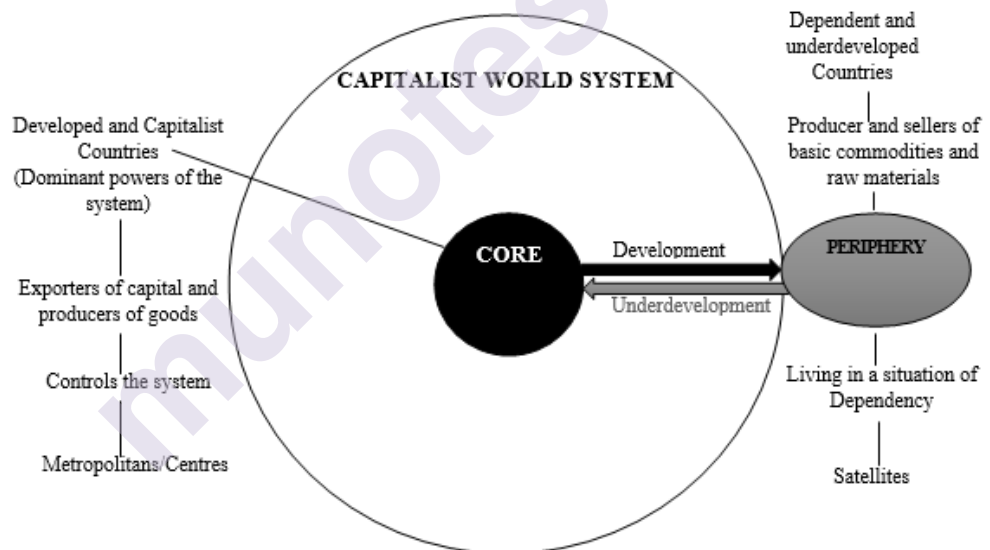 CAPITALIST WORLD SYSTEM
Developed and Capitalist
Countries
(Dominant powers of the
system)
Exporters of capital and
producers of goods
Controls the system
Metropolitans/Centres
CORE
Development
Underdevelopment
Dependent and
underdeveloped
Countries
Producer and sellers of
basic commodities and
raw materials
PERIPHERY
Living in a situation of
Dependency
Satellites
munotes